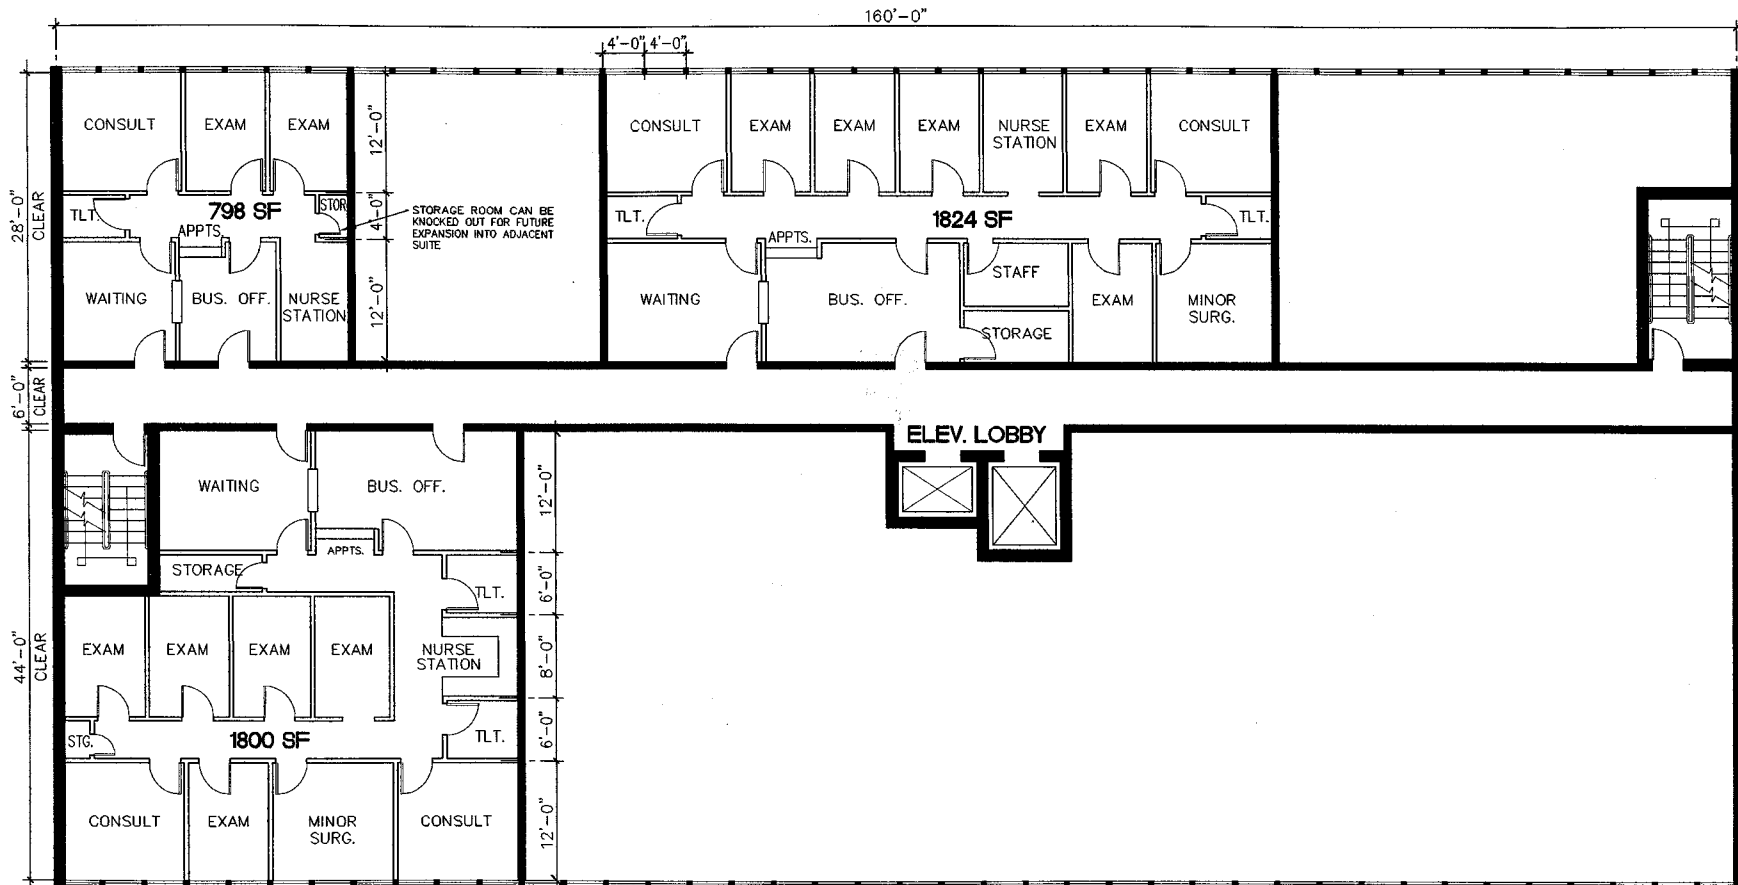 160'-0"
4'-0" 4'-0"
CONSULT
EXAM
EXAM
12'-0"
CONSULT
EXAM
EXAM
EXAM
NURSE
STATION
EXAM
CONSULT
28'-0"
CLEAR
TLT.
798 SF
STOR
4'-0"
STORAGE ROOM CAN BE
KNOCKED OUT FOR FUTURE
EXPANSION INTO ADJACENT
SUITE
APPTS.
TLT.
1824 SF
TLT.
APPTS.
WAITING
BUS. OFF.
NURSE
STATION
12'-0"
WAITING
BUS. OFF.
STAFF
STORAGE
EXAM
MINOR
SURG.
6'-0"
CLEAR
ELEV. LOBBY
WAITING
BUS. OFF.
12'-0"
APPTS.
STORAGE
TLT.
6'-0"
44'-0"
CLEAR
EXAM
EXAM
EXAM
EXAM
NURSE
STATION
8'-0"
STG.
1800 SF
TLT.
6'-0"
CONSULT
EXAM
MINOR
SURG.
CONSULT
12'-0"